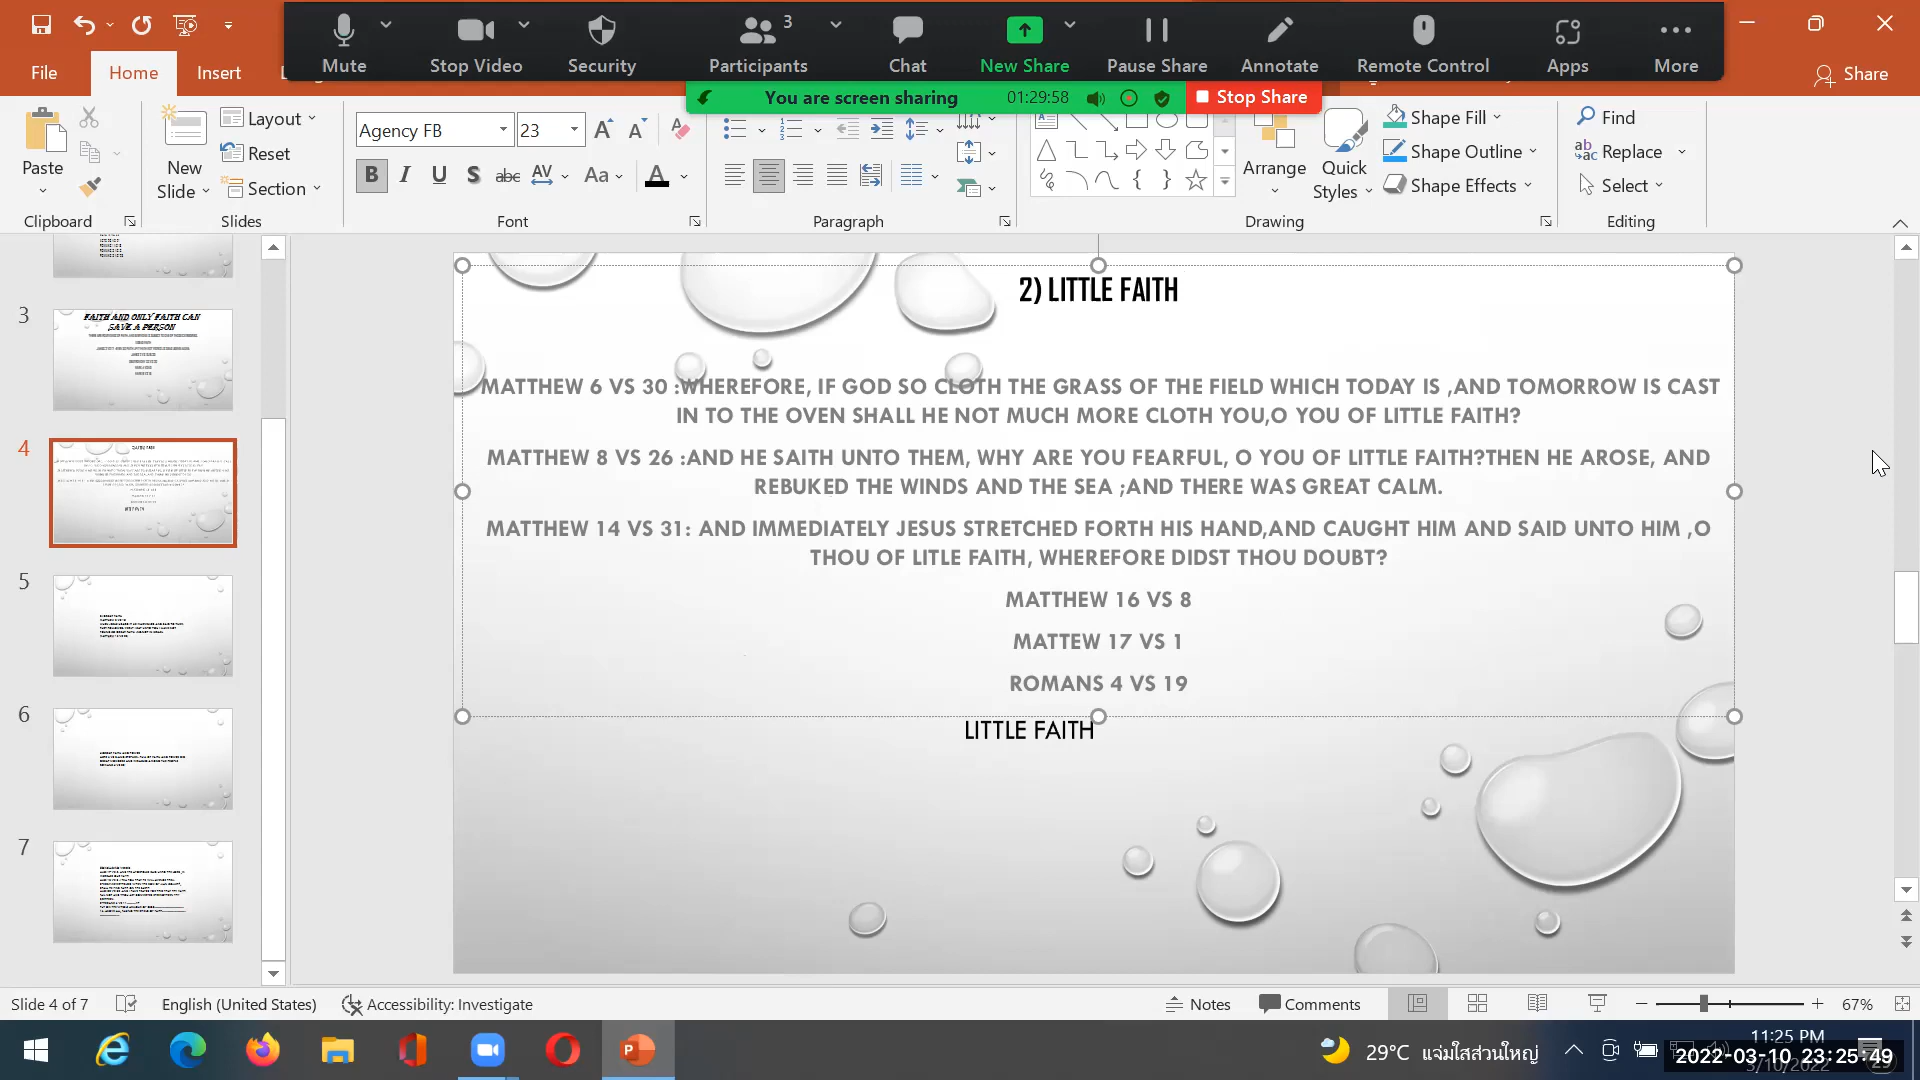 3
Mute
Stop Video
Security
Participants
Chat
New Share
Pause Share
Annotate
Remote Control
Apps
More
File
Home
Insert
Share
You are screen sharing
01:29:58
Stop Share
Paste
New
Slide
Layout
Reset
Section
Agency FB
23
B I U S abc AV Aa A
Arrange
Quick
Styles
Shape Fill
Shape Outline
Shape Effects
Find
Replace
Select
Clipboard
Slides
Font
Paragraph
Drawing
Editing
3
FAITH AND ONLY FAITH CAN
SAVE A PERSON
4
5
6
7
2) LITTLE FAITH
MATTHEW 6 VS 30 :WHEREFORE, IF GOD SO CLOTH THE GRASS OF THE FIELD WHICH TODAY IS ,AND TOMORROW IS CAST
IN TO THE OVEN SHALL HE NOT MUCH MORE CLOTH YOU,O YOU OF LITTLE FAITH?
MATTHEW 8 VS 26 :AND HE SAITH UNTO THEM, WHY ARE YOU FEARFUL, O YOU OF LITTLE FAITH?THEN HE AROSE, AND
REBUKED THE WINDS AND THE SEA ;AND THERE WAS GREAT CALM.
MATTHEW 14 VS 31: AND IMMEDIATELY JESUS STRETCHED FORTH HIS HAND,AND CAUGHT HIM AND SAID UNTO HIM ,O
THOU OF LITLE FAITH, WHEREFORE DIDST THOU DOUBT?
MATTHEW 16 VS 8
MATTEW 17 VS 1
ROMANS 4 VS 19
LITTLE FAITH
Slide 4 of 7
English (United States)
Accessibility: Investigate
Notes
Comments
67%
29°C แจ่มใสส่วนใหญ่
11:25 PM
2022-03-10 23:25:49
3/10/2022